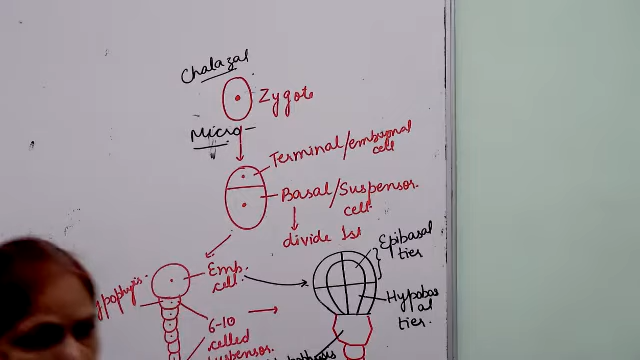 Chalazal
Zygote
Micro-
Terminal/embryonal
cell
Basal/Suspensor
cell
divide 1st
Epibasal
tier
Emb.
cell
Hypobas
al
tier.
6-10
celled
suspensor.